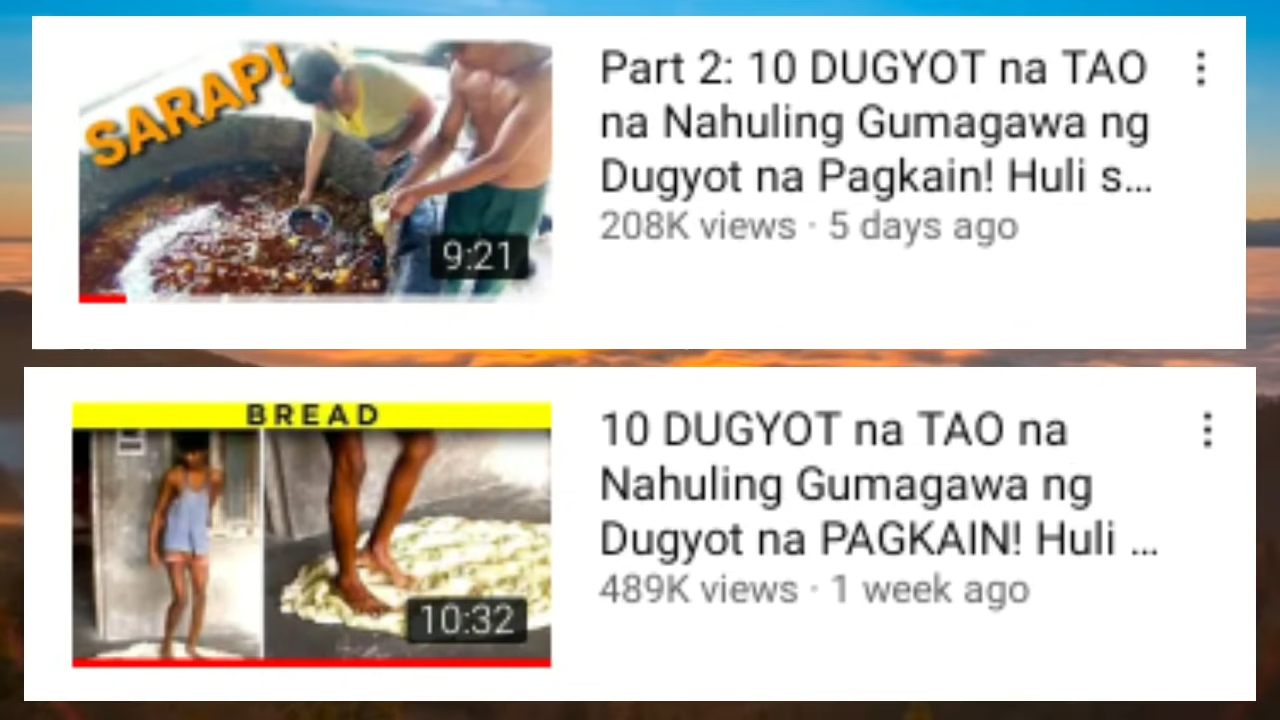 SARAP!
9:21
Part 2: 10 DUGYOT na TAO
na Nahuling Gumagawa ng
Dugyot na Pagkain! Huli s...
208K views · 5 days ago
BREAD
10:32
10 DUGYOT na TAO na
Nahuling Gumagawa ng
Dugyot na PAGKAIN! Huli ...
489K views · 1 week ago